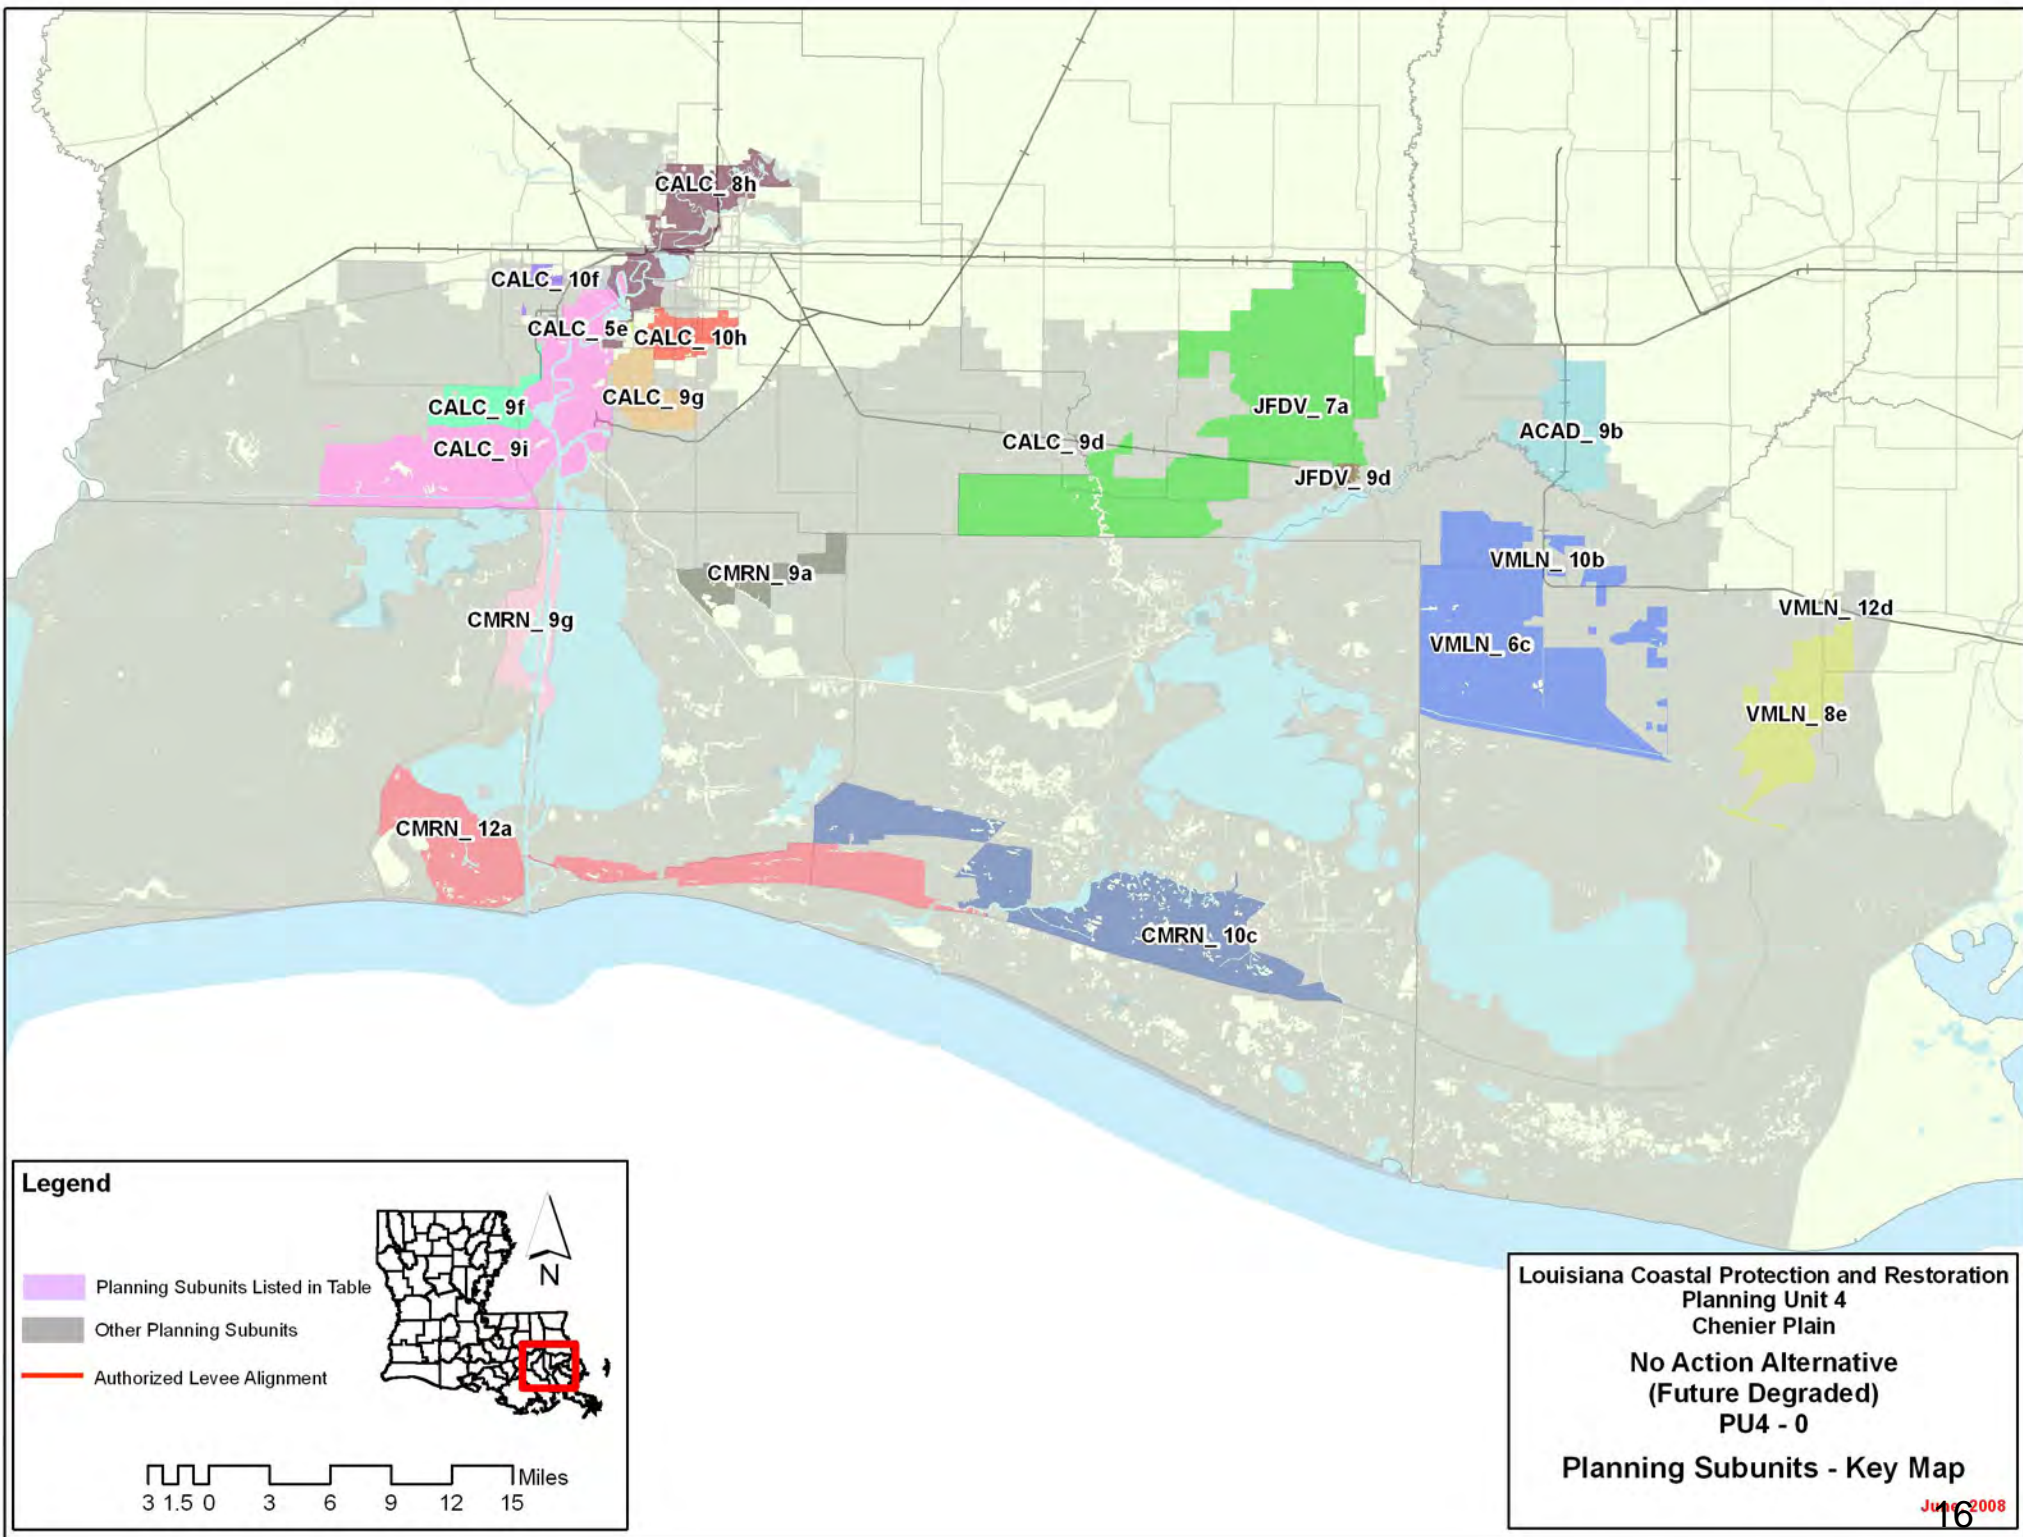 CALC_ 8h
CALC_ 10f
CALC_ 5e
CALC_ 10h
CALC_ 9f
CALC_ 9g
JFDV_ 7a
CALC_ 9i
CALC_ 9d
ACAD_ 9b
JFDV_ 9d
CMRN_ 9a
VMLN_ 10b
CMRN_ 9g
VMLN_ 12d
VMLN_ 6c
VMLN_ 8e
CMRN_ 12a
CMRN_ 10c
Legend
Planning Subunits Listed in Table
Other Planning Subunits
Authorized Levee Alignment
N
Miles
3 1.5 0 3 6 9 12 15
Louisiana Coastal Protection and Restoration
Planning Unit 4
Chenier Plain
No Action Alternative
(Future Degraded)
PU4 - 0
Planning Subunits - Key Map
June, 2008
16